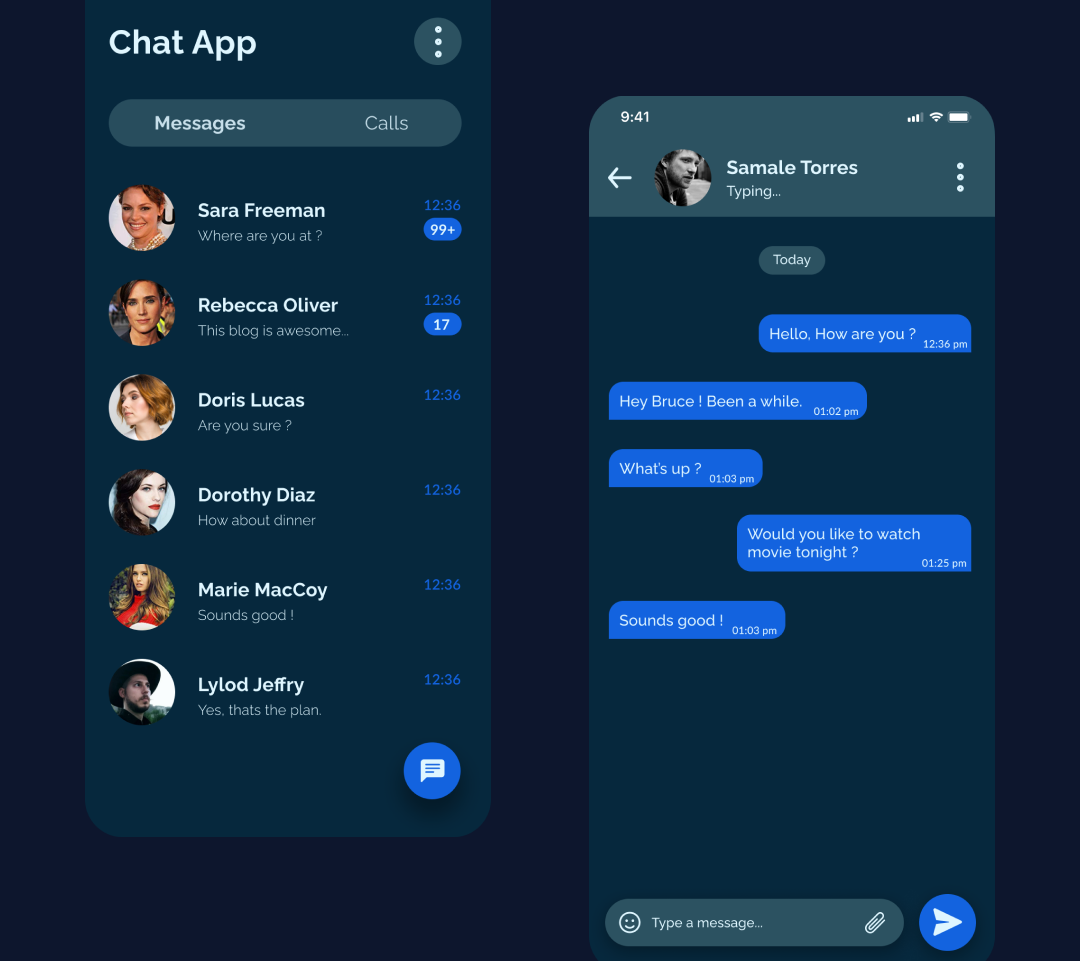 Chat App
Messages
Calls
Sara Freeman
12:36
Where are you at ?
99+
Rebecca Oliver
12:36
This blog is awesome...
17
Doris Lucas
12:36
Are you sure ?
Dorothy Diaz
12:36
How about dinner
Marie MacCoy
12:36
Sounds good !
Lylod Jeffry
12:36
Yes, thats the plan.
9:41
Samale Torres
Typing...
Today
Hello, How are you ?
12:36 pm
Hey Bruce ! Been a while.
01:02 pm
What's up ?
01:03 pm
Would you like to watch
movie tonight ?
01:25 pm
Sounds good !
01:03 pm
Type a message...